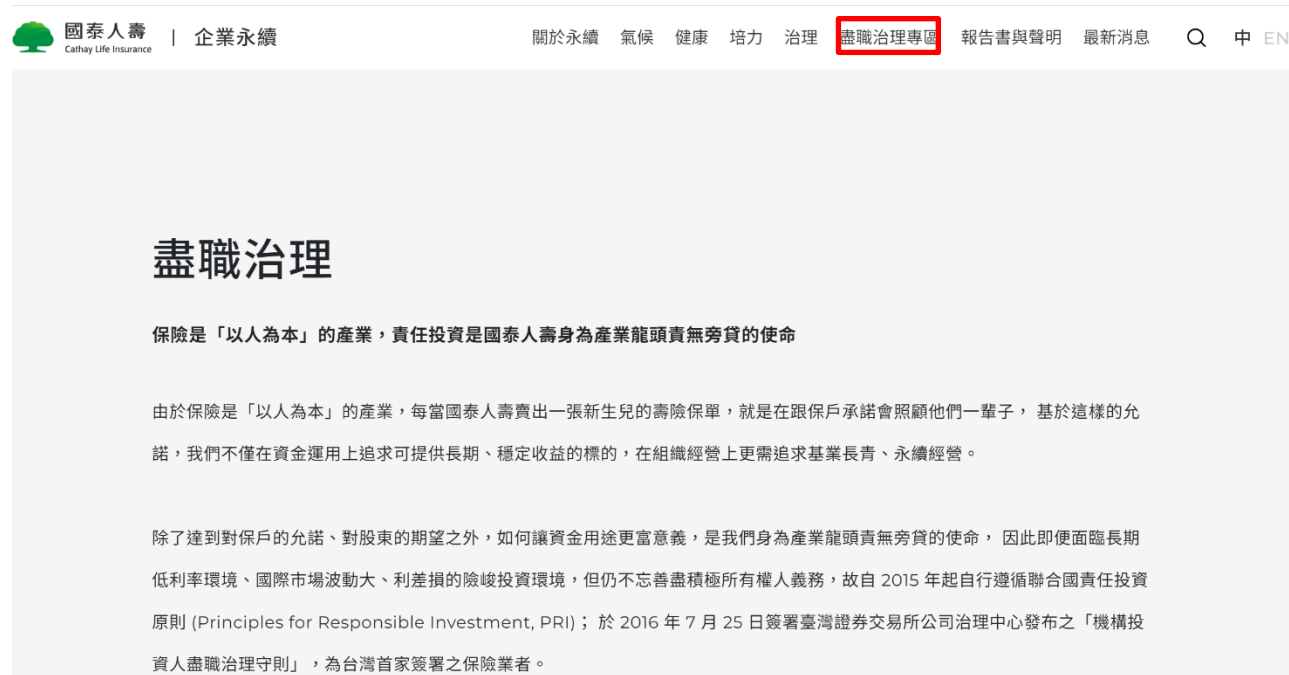 國泰人壽
Cathay Life Insurance
| 企業永續
關於永續 氣候 健康 培力 治理 盡職治理專區 報告書與聲明 最新消息 中 EN
盡職治理
保險是「以人為本」的產業，責任投資是國泰人壽身為產業龍頭責無旁貸的使命
由於保險是「以人為本」的產業，每當國泰人壽賣出一張新生兒的壽險保單，就是在跟保戶承諾會照顧他們一輩子， 基於這樣的允
諾，我們不僅在資金運用上追求可提供長期、穩定收益的標的，在組織經營上更需追求基業長青、永續經營。
除了達到對保戶的允諾、對股東的期望之外，如何讓資金用途更富意義，是我們身為產業龍頭責無旁貸的使命， 因此即便面臨長期
低利率環境、國際市場波動大、利差損的險峻投資環境，但仍不忘善盡積極所有權人義務，故自 2015 年起自行遵循聯合國責任投資
原則 (Principles for Responsible Investment, PRI)； 於 2016 年 7 月 25 日簽署臺灣證券交易所公司治理中心發布之「機構投
資人盡職治理守則」，為台灣首家簽署之保險業者。